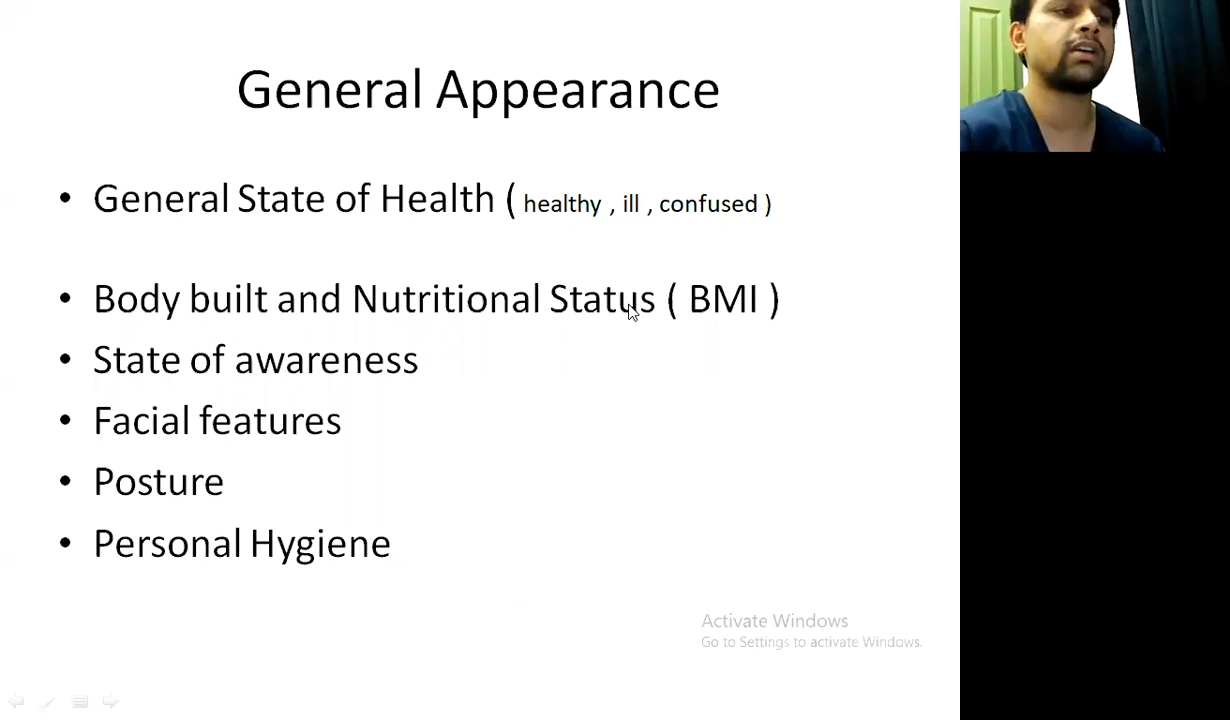 General Appearance
• General State of Health ( healthy , ill , confused )
• Body built and Nutritional Status ( BMI )
• State of awareness
• Facial features
• Posture
• Personal Hygiene
Activate Windows
Go to Settings to activate Windows.